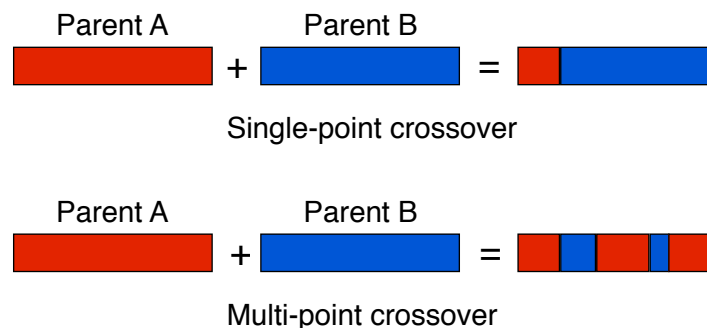 Parent A Parent B
+ =
Single-point crossover
Parent A Parent B
+ =
Multi-point crossover